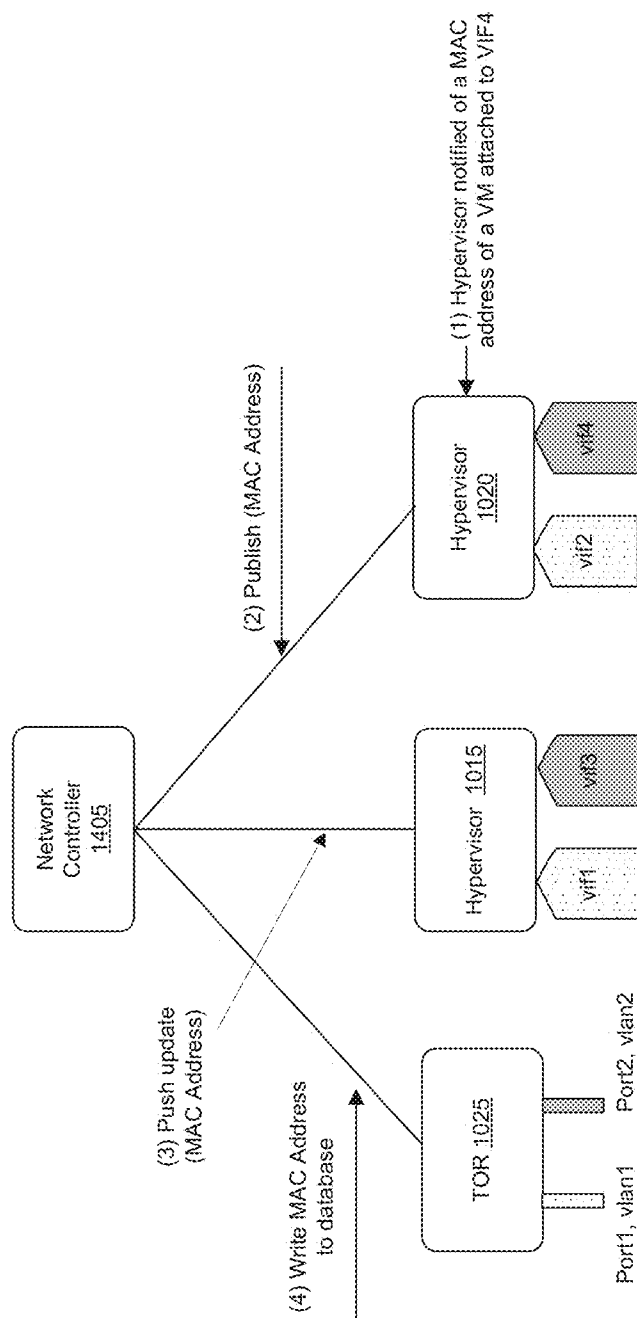 Network
Controller
1405
(2) Publish (MAC Address)
(3) Push update
(MAC Address)
(4) Write MAC Address
to database
(1) Hypervisor notified of a MAC
address of a VM attached to VIF4
TOR 1025
Hypervisor 1015
Hypervisor
1020
Port1, vlan1
Port2, vlan2
vif1
vif3
vif2
vif4